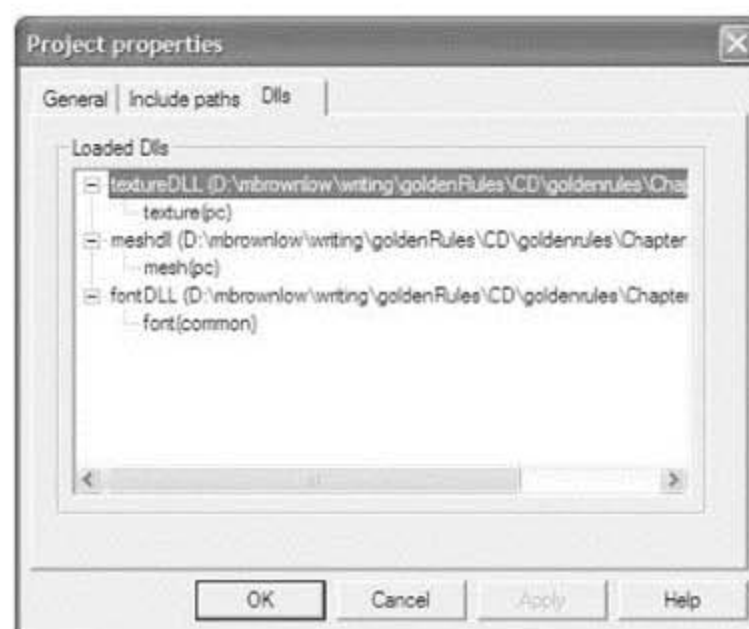 Project properties
General Include paths Dlls
Loaded Dlls
textureDLL (D:\mbrownlow\writing\goldenRules\CD\goldenrules\Chap
texture(pc)
meshdll (D:\mbrownlow\writing\goldenRules\CD\goldenrules\Chapter
mesh(pc)
fontDLL (D:\mbrownlow\writing\goldenRules\CD\goldenrules\Chapter
font(common)
OK Cancel Apply Help